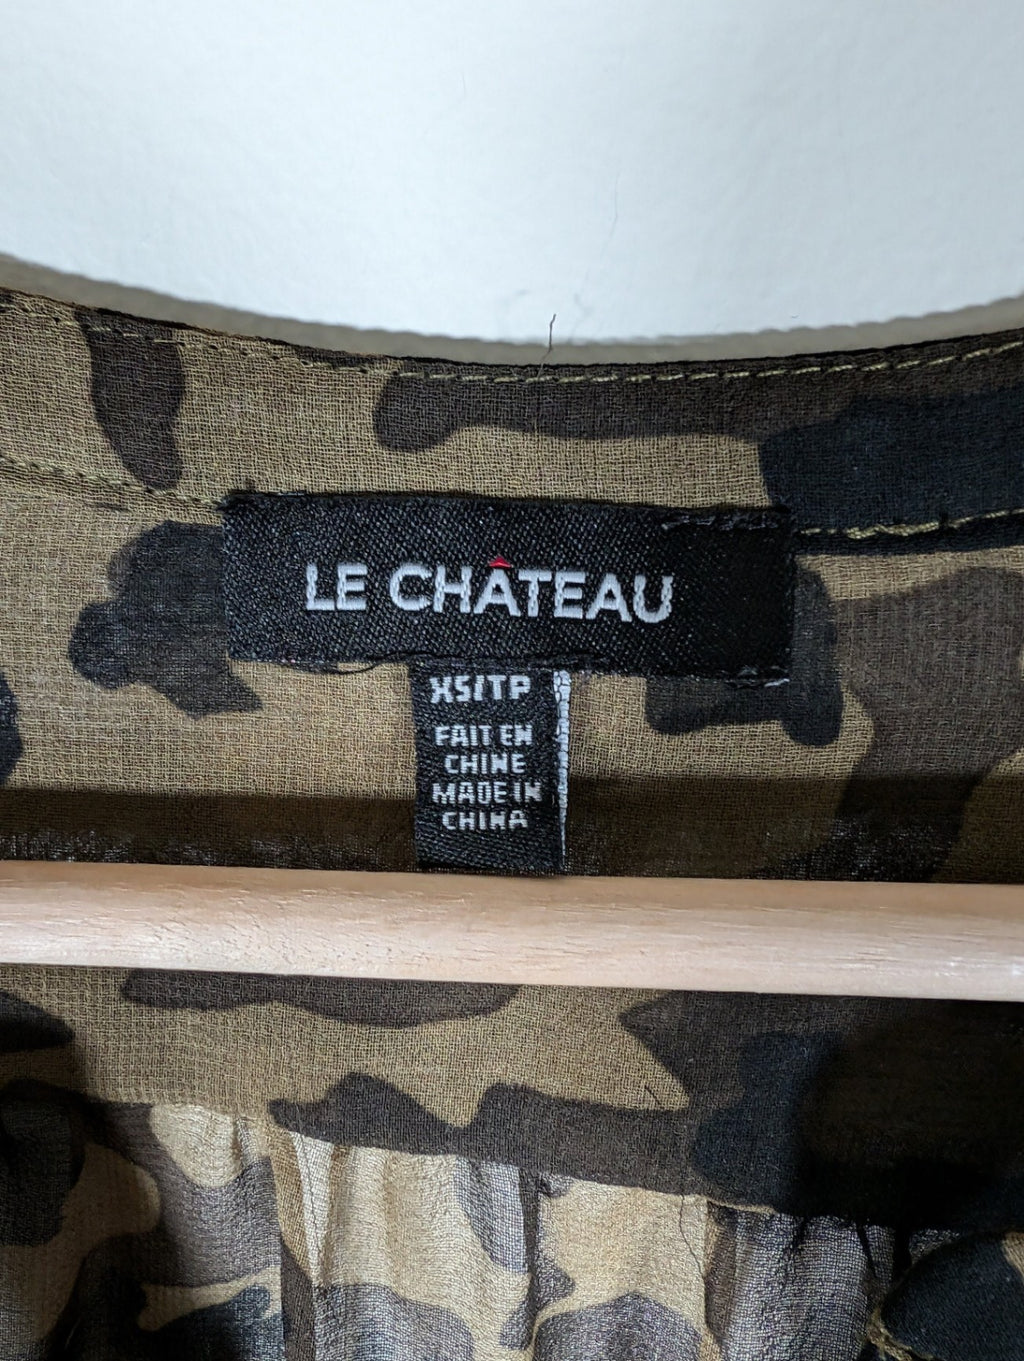 LE CHÂTEAU
XS/TP
FAIT EN
CHINE
MADE IN
CHINA